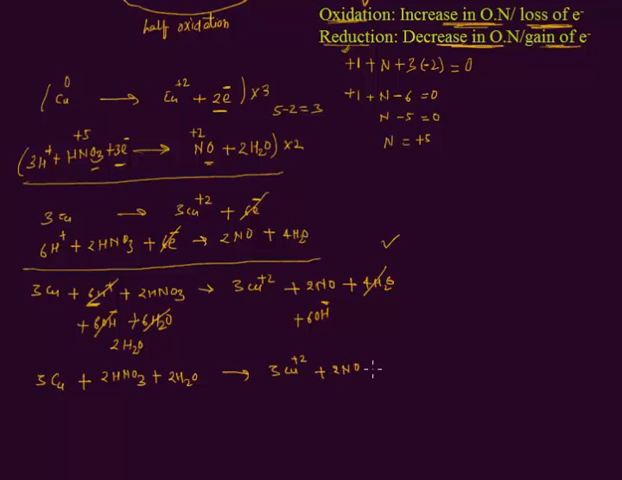 half oxidation
Oxidation: Increase in O.N/ loss of e-
Reduction: Decrease in O.N/gain of e-
+1 + N + 3(-2) = 0
+1 + N - 6 = 0
N - 5 = 0
N = +5
(Cu⁰ → Cu⁺² + 2e⁻) × 3
5-2=3
(3H⁺ + HNO₃ + 3e⁻ → NO + 2H₂O) × 2
+5 +2
3Cu → 3Cu⁺² + 6e⁻
6H⁺ + 2HNO₃ + 6e⁻ → 2NO + 4H₂O
3Cu + 6H⁺ + 2HNO₃ → 3Cu⁺² + 2NO + 4H₂O
+ 6OH⁻ + 6H₂O + 6OH⁻
2H₂O
3Cu + 2HNO₃ + 2H₂O → 3Cu⁺² + 2NO